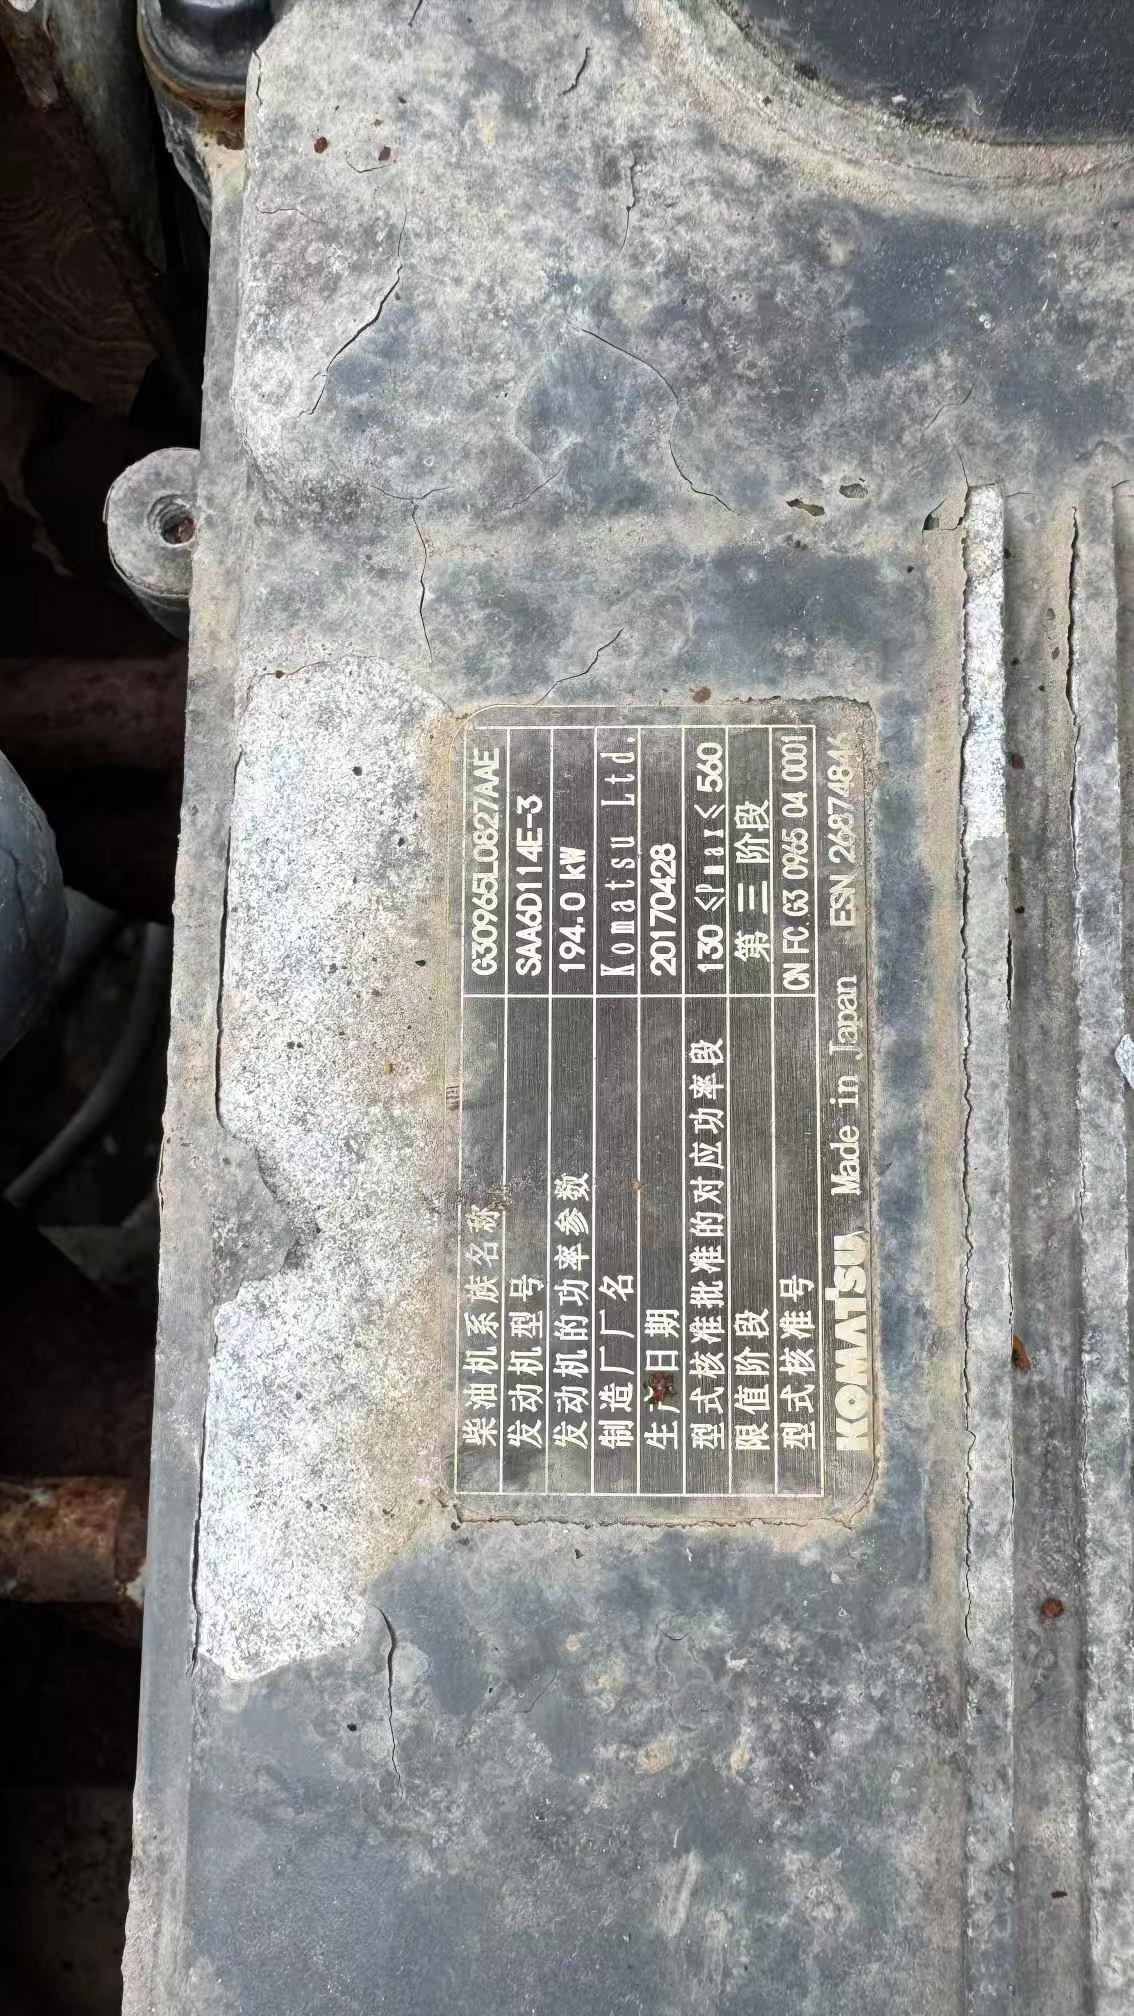 柴油机系族名称 G30965L0827AAE
发动机型号 SAA6D114E-3
发动机的功率参数 194.0 kW
制造厂厂名 Komatsu Ltd.
生产日期 20170428
型式核准批准的对应功率段 130≤Pmax≤560
限值阶段 第三阶段
型式核准号 CN FC G3 0965 04 0001
KOMATSU Made in Japan ESN 26874846